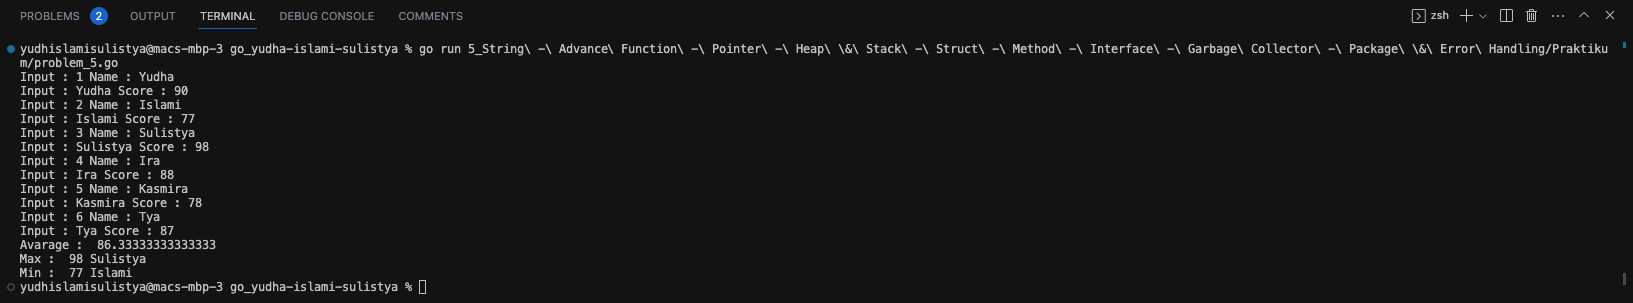 PROBLEMS 2 OUTPUT TERMINAL DEBUG CONSOLE COMMENTS zsh
yudhislamisulistya@macs-mbp-3 go_yudha-islami-sulistya % go run 5_String\ -\ Advance\ Function\ -\ Pointer\ -\ Heap\ \&\ Stack\ -\ Struct\ -\ Method\ -\ Interface\ -\ Garbage\ Collector\ -\ Package\ \&\ Error\ Handling/Praktiku
m/problem_5.go
Input : 1 Name : Yudha
Input : Yudha Score : 90
Input : 2 Name : Islami
Input : Islami Score : 77
Input : 3 Name : Sulistya
Input : Sulistya Score : 98
Input : 4 Name : Ira
Input : Ira Score : 88
Input : 5 Name : Kasmira
Input : Kasmira Score : 78
Input : 6 Name : Tya
Input : Tya Score : 87
Avarage :  86.33333333333333
Max :  98 Sulistya
Min :  77 Islami
yudhislamisulistya@macs-mbp-3 go_yudha-islami-sulistya %